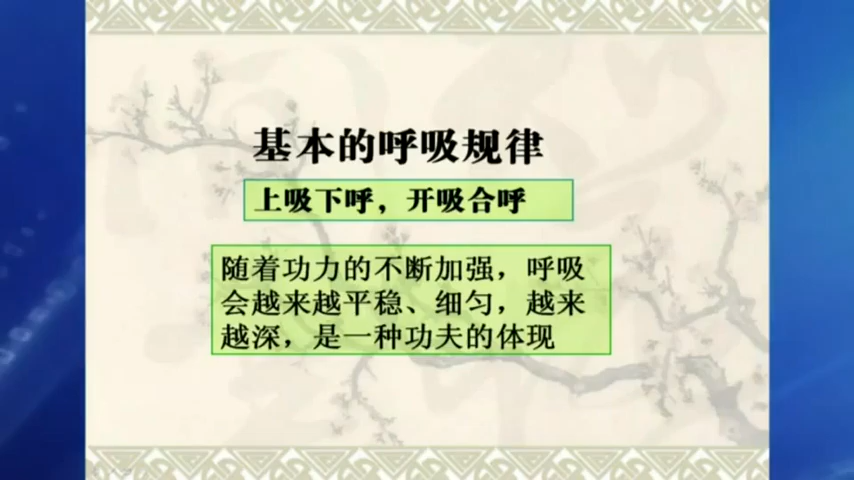 基本的呼吸规律
上吸下呼，开吸合呼
随着功力的不断加强，呼吸
会越来越平稳、细匀，越来
越深，是一种功夫的体现